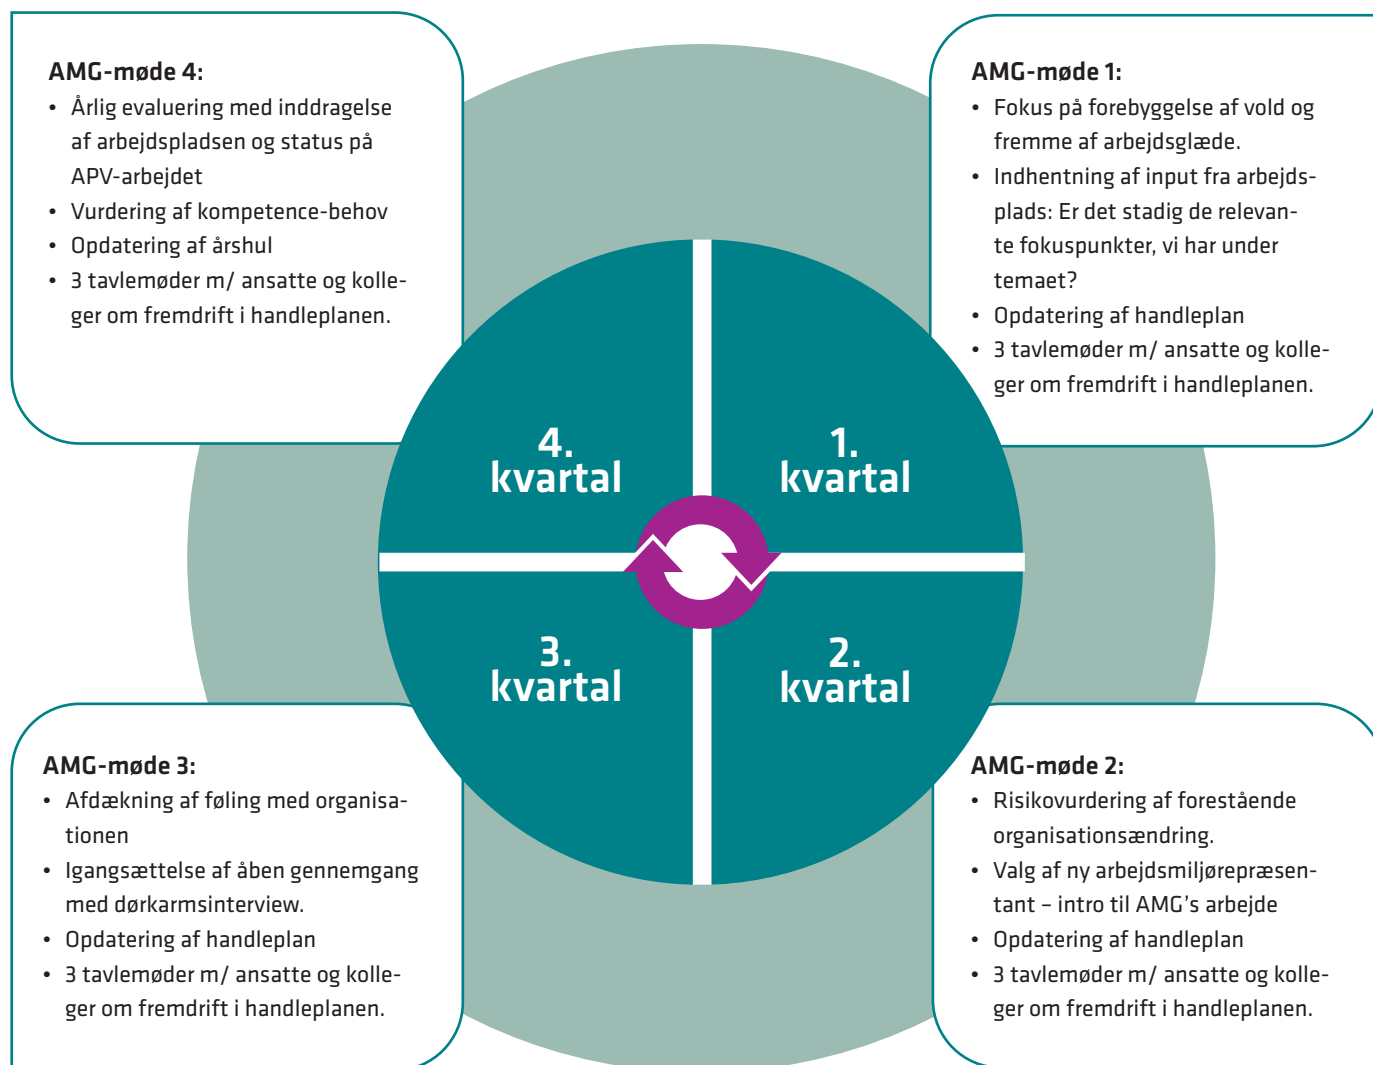 AMG-møde 4:
• Årlig evaluering med inddragelse
af arbejdspladsen og status på
APV-arbejdet
• Vurdering af kompetence-behov
• Opdatering af årshul
• 3 tavlemøder m/ ansatte og kolle-
ger om fremdrift i handleplanen.
AMG-møde 1:
• Fokus på forebyggelse af vold og
fremme af arbejdsglæde.
• Indhentning af input fra arbejds-
plads: Er det stadig de relevan-
te fokuspunkter, vi har under
temaet?
• Opdatering af handleplan
• 3 tavlemøder m/ ansatte og kolle-
ger om fremdrift i handleplanen.
4.
kvartal
1.
kvartal
3.
kvartal
2.
kvartal
AMG-møde 3:
• Afdækning af føling med organisa-
tionen
• Igangsættelse af åben gennemgang
med dørkarmsinterview.
• Opdatering af handleplan
• 3 tavlemøder m/ ansatte og kolle-
ger om fremdrift i handleplanen.
AMG-møde 2:
• Risikovurdering af forestående
organisationsændring.
• Valg af ny arbejdsmiljørepræsen-
tant – intro til AMG’s arbejde
• Opdatering af handleplan
• 3 tavlemøder m/ ansatte og kolle-
ger om fremdrift i handleplanen.